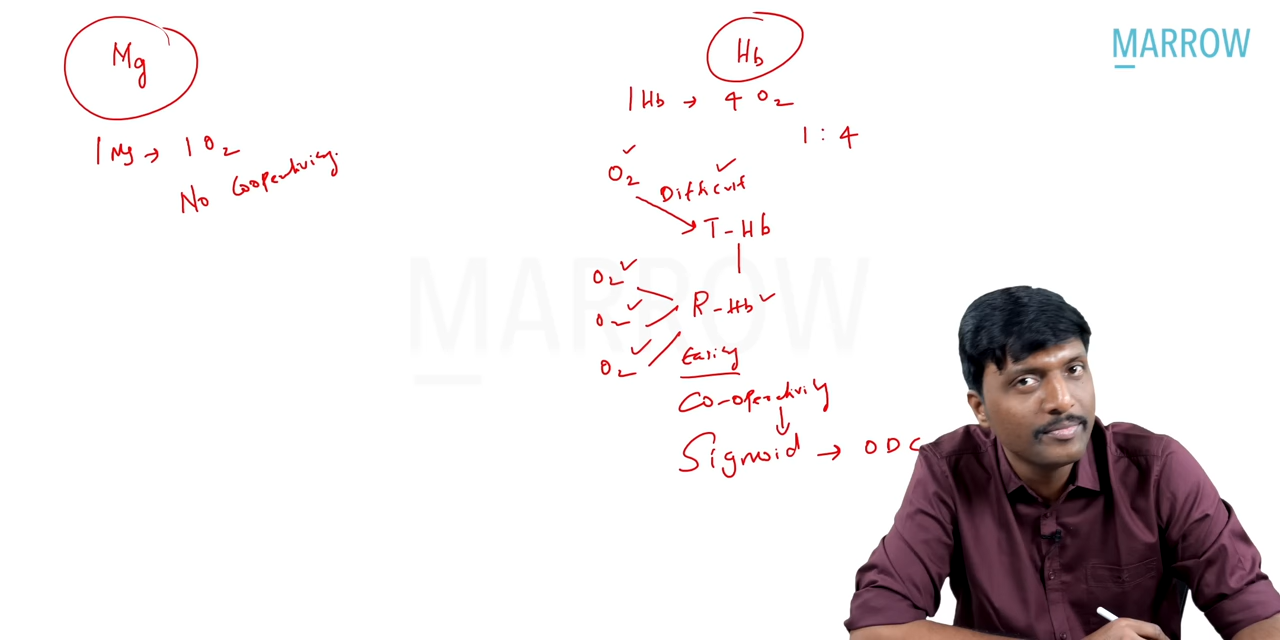 MARROW
Mg
1 Mg → 1 O2
No Cooperativity.
Hb
1 Hb → 4 O2
1 : 4
O2
Difficult
T-Hb
O2
O2
O2
R-Hb
Easily
Co-operativity
Sigmoid → ODC
MARROW